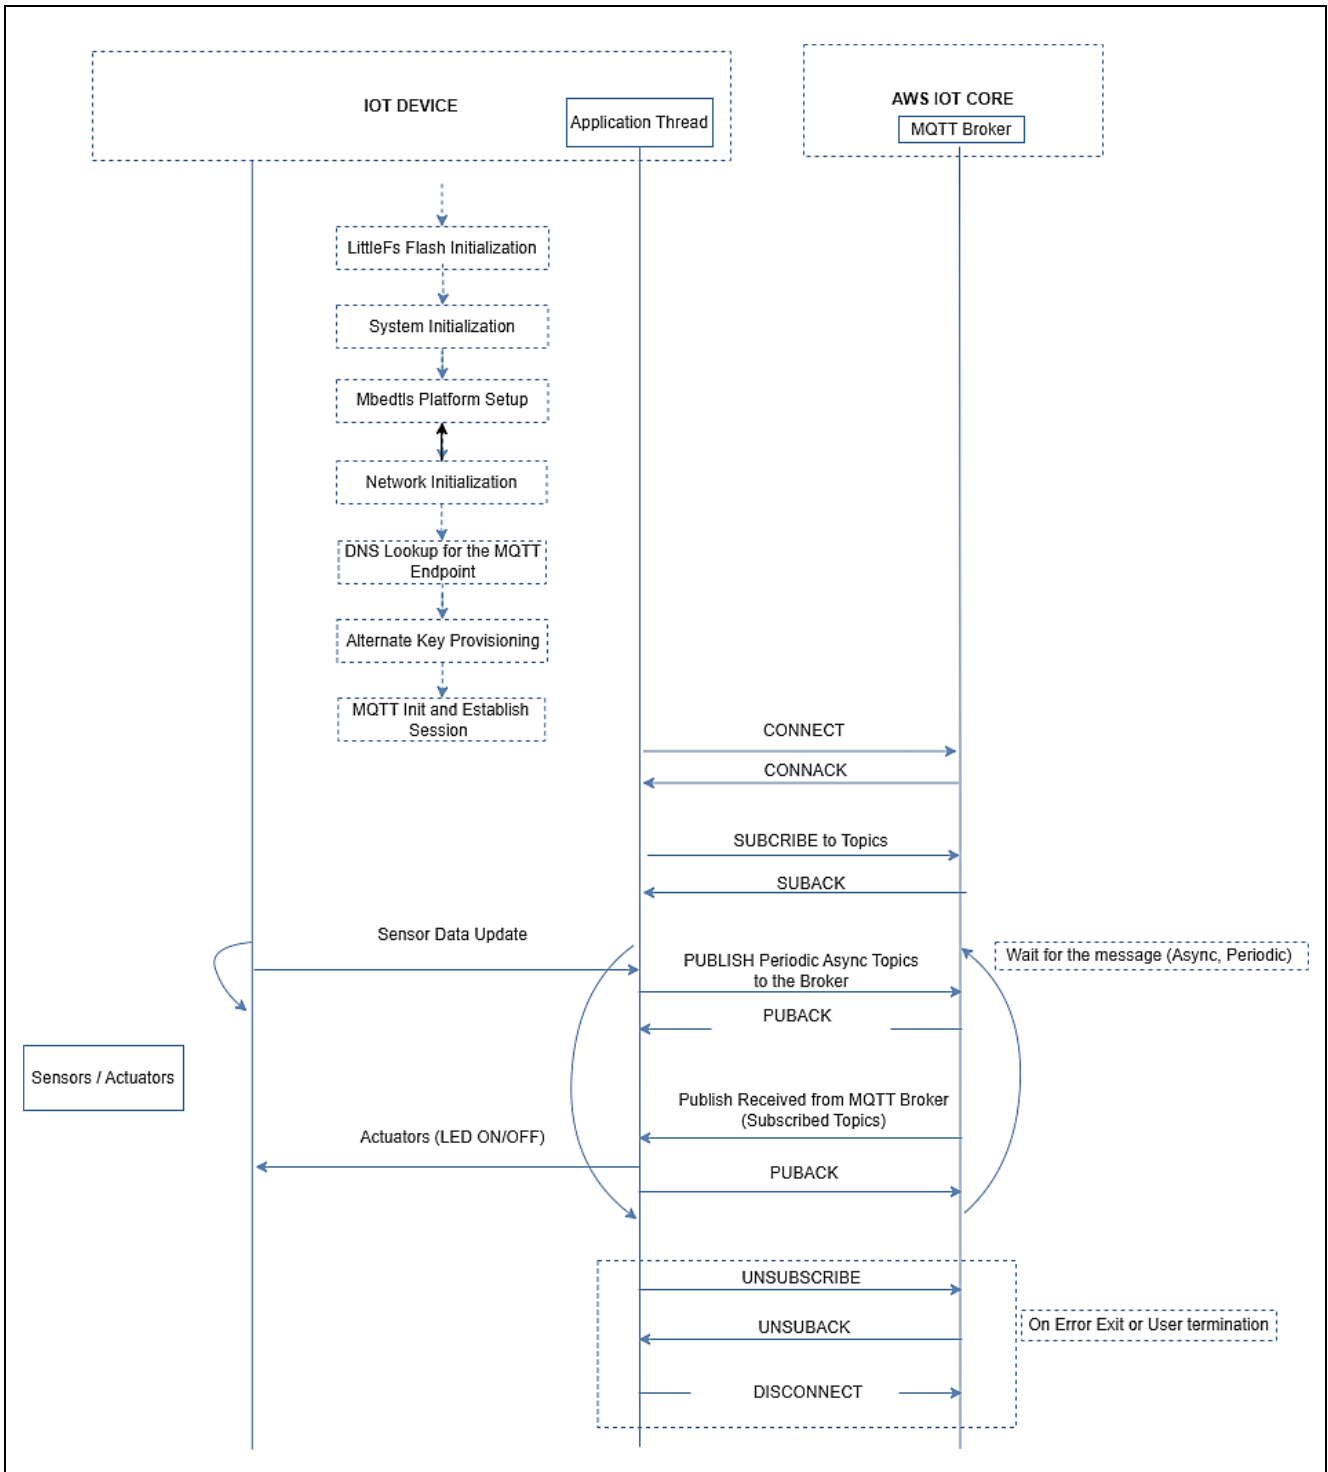 IOT DEVICE
Application Thread
AWS IOT CORE
MQTT Broker
LittleFs Flash Initialization
System Initialization
Mbedtls Platform Setup
Network Initialization
DNS Lookup for the MQTT
Endpoint
Alternate Key Provisioning
MQTT Init and Establish
Session
CONNECT
CONNACK
SUBCRIBE to Topics
SUBACK
Sensor Data Update
PUBLISH Periodic Async Topics
to the Broker
Wait for the message (Async, Periodic)
PUBACK
Sensors / Actuators
Publish Received from MQTT Broker
(Subscribed Topics)
Actuators (LED ON/OFF)
PUBACK
UNSUBSCRIBE
UNSUBACK
On Error Exit or User termination
DISCONNECT